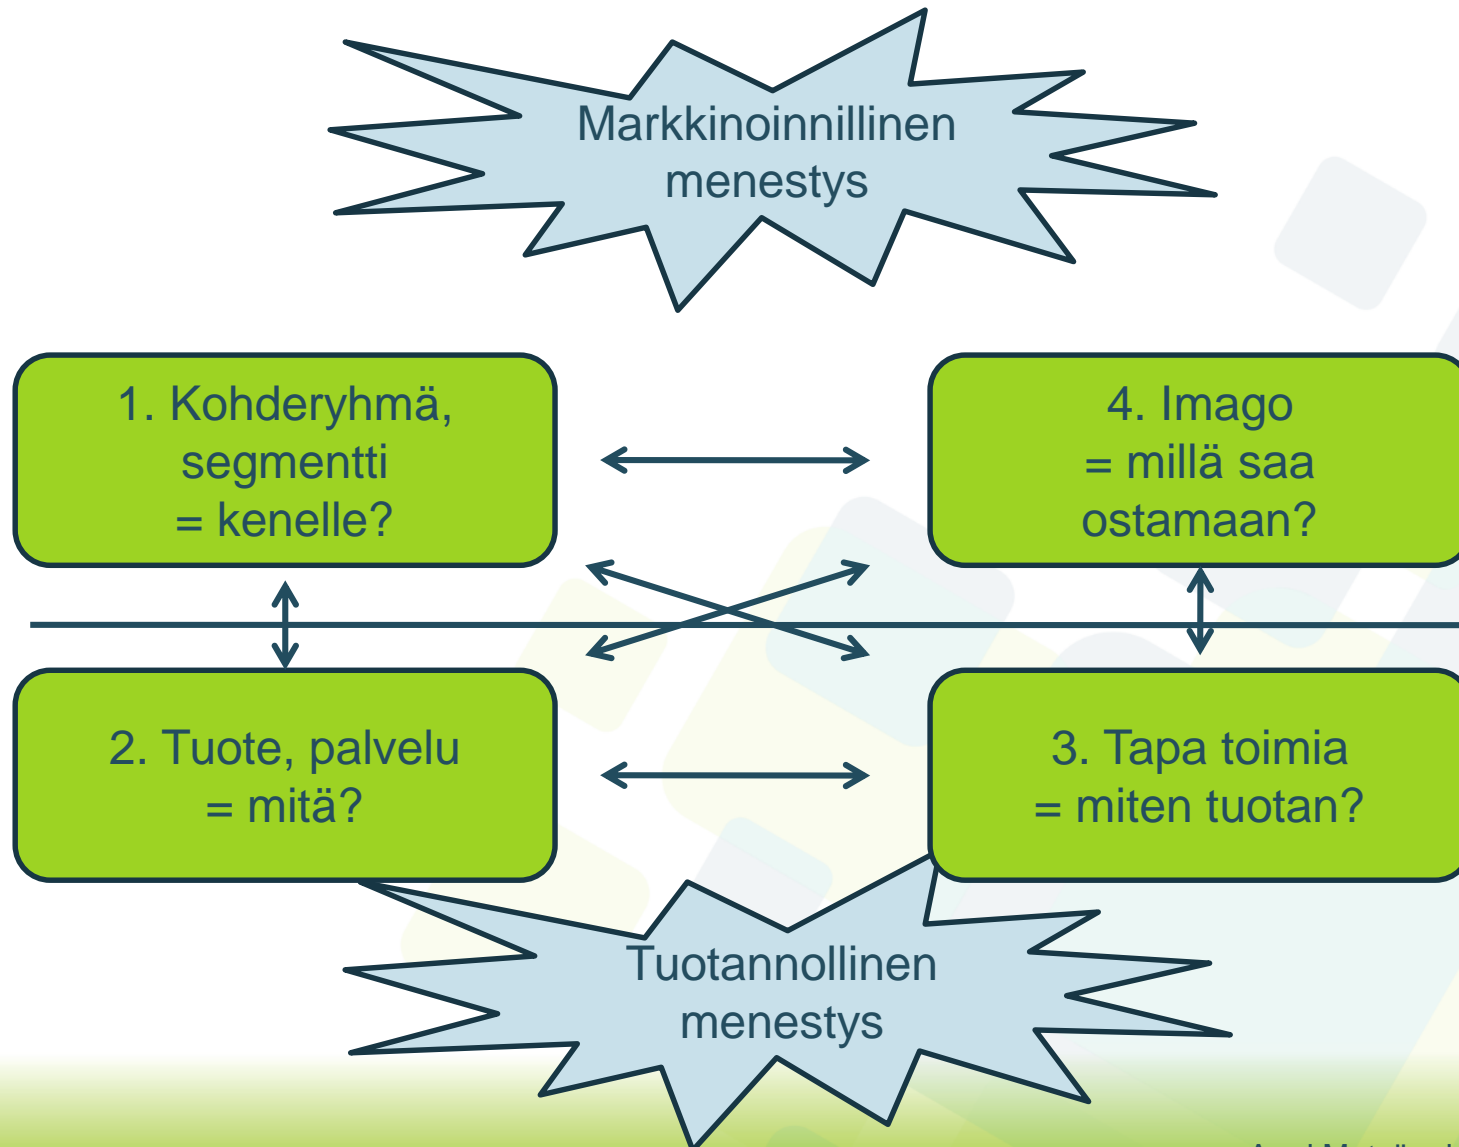 Markkinoinnillinen
menestys
1. Kohderyhmä,
segmentti
= kenelle?
4. Imago
= millä saa
ostamaan?
2. Tuote, palvelu
= mitä?
3. Tapa toimia
= miten tuotan?
Tuotannollinen
menestys